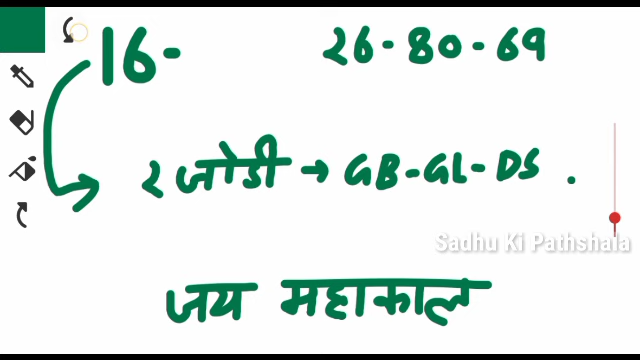 16- 26-80-69
२ जोडी → GB-GL-DS .
Sadhu Ki Pathshala
जय महाकाल